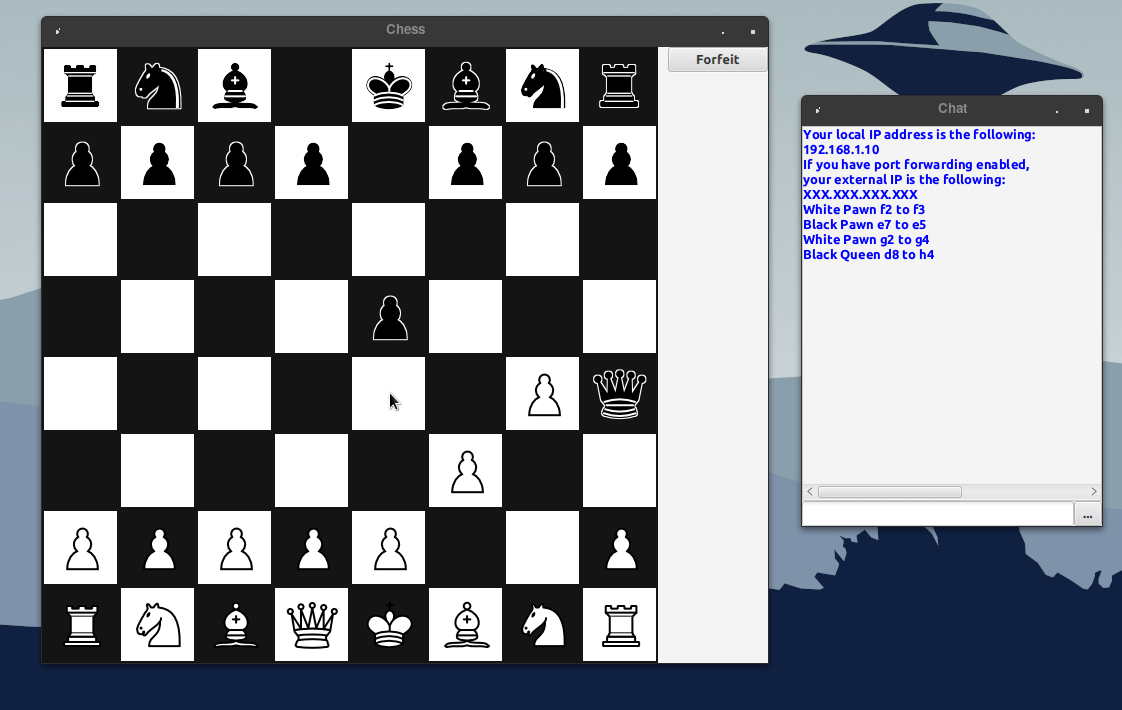 Chess
Forfeit
Chat
Your local IP address is the following:
192.168.1.10
If you have port forwarding enabled,
your external IP is the following:
XXX.XXX.XXX.XXX
White Pawn f2 to f3
Black Pawn e7 to e5
White Pawn g2 to g4
Black Queen d8 to h4
...